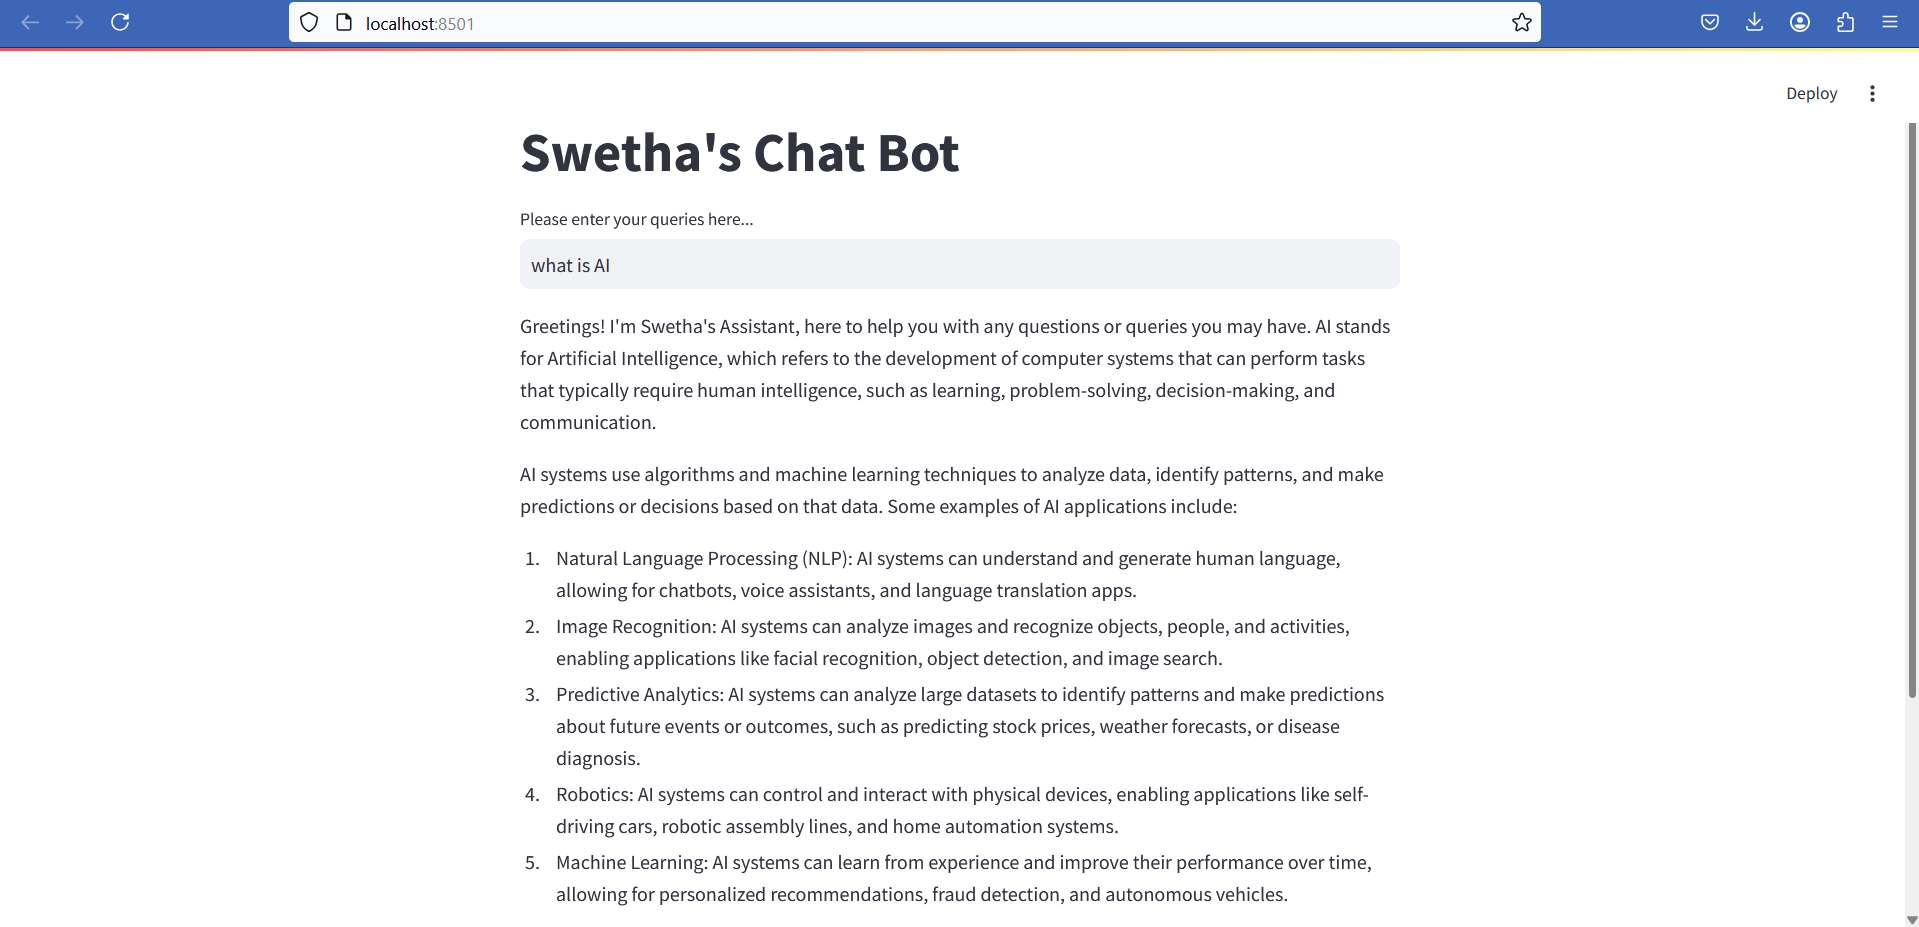 localhost:8501
Deploy
Swetha's Chat Bot
Please enter your queries here...
what is AI
Greetings! I'm Swetha's Assistant, here to help you with any questions or queries you may have. AI stands
for Artificial Intelligence, which refers to the development of computer systems that can perform tasks
that typically require human intelligence, such as learning, problem-solving, decision-making, and
communication.
AI systems use algorithms and machine learning techniques to analyze data, identify patterns, and make
predictions or decisions based on that data. Some examples of AI applications include:
1. Natural Language Processing (NLP): AI systems can understand and generate human language,
allowing for chatbots, voice assistants, and language translation apps.
2. Image Recognition: AI systems can analyze images and recognize objects, people, and activities,
enabling applications like facial recognition, object detection, and image search.
3. Predictive Analytics: AI systems can analyze large datasets to identify patterns and make predictions
about future events or outcomes, such as predicting stock prices, weather forecasts, or disease
diagnosis.
4. Robotics: AI systems can control and interact with physical devices, enabling applications like self-
driving cars, robotic assembly lines, and home automation systems.
5. Machine Learning: AI systems can learn from experience and improve their performance over time,
allowing for personalized recommendations, fraud detection, and autonomous vehicles.